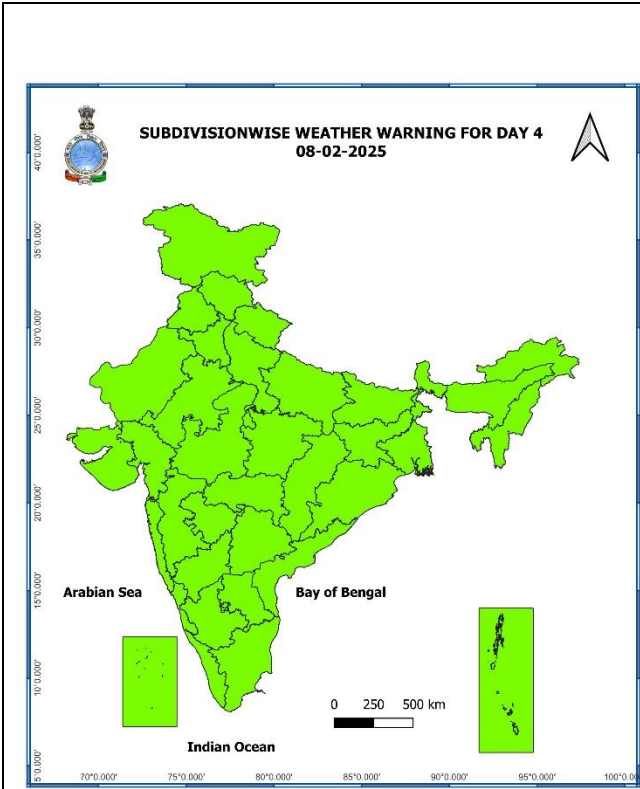 SUBDIVISIONWISE WEATHER WARNING FOR DAY 4
08-02-2025
40°0.000'
35°0.000'
30°0.000'
25°0.000'
20°0.000'
15°0.000'
10°0.000'
5°0.000'
Arabian Sea
Bay of Bengal
0 250 500 km
Indian Ocean
70°0.000' 75°0.000' 80°0.000' 85°0.000' 90°0.000' 95°0.000' 100°0.00